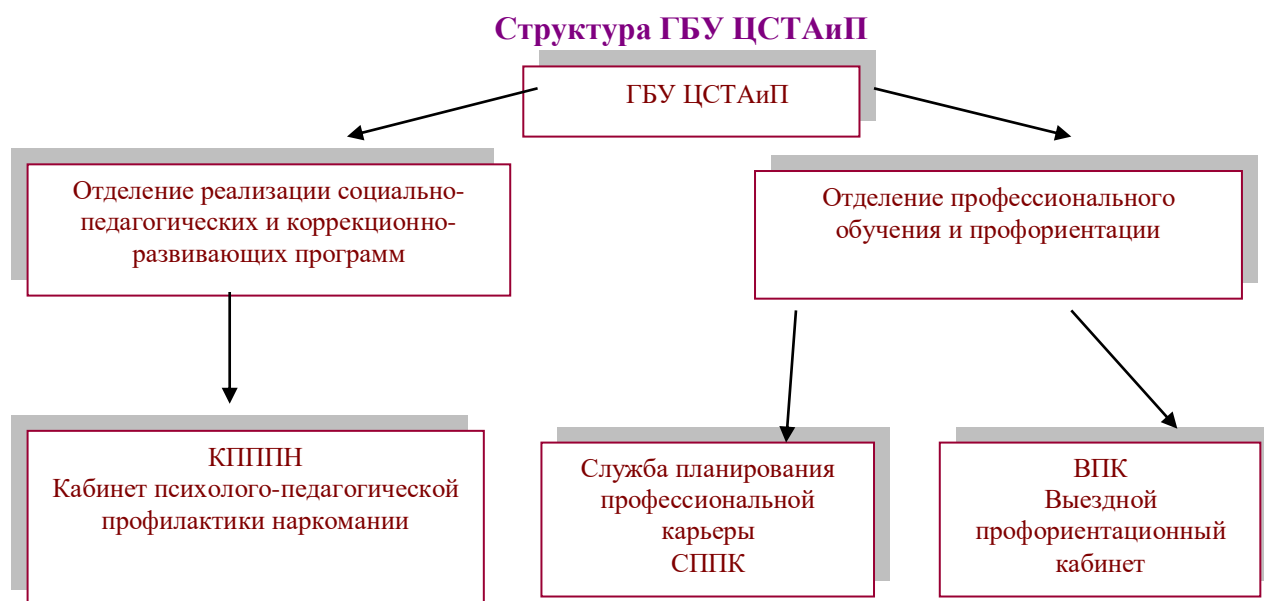 Структура ГБУ ЦСТАиП
ГБУ ЦСТАиП
Отделение реализации социально-
педагогических и коррекционно-
развивающих программ
Отделение профессионального
обучения и профориентации
КПППН
Кабинет психолого-педагогической
профилактики наркомании
Служба планирования
профессиональной
карьеры
СППК
ВПК
Выездной
профориентационный
кабинет